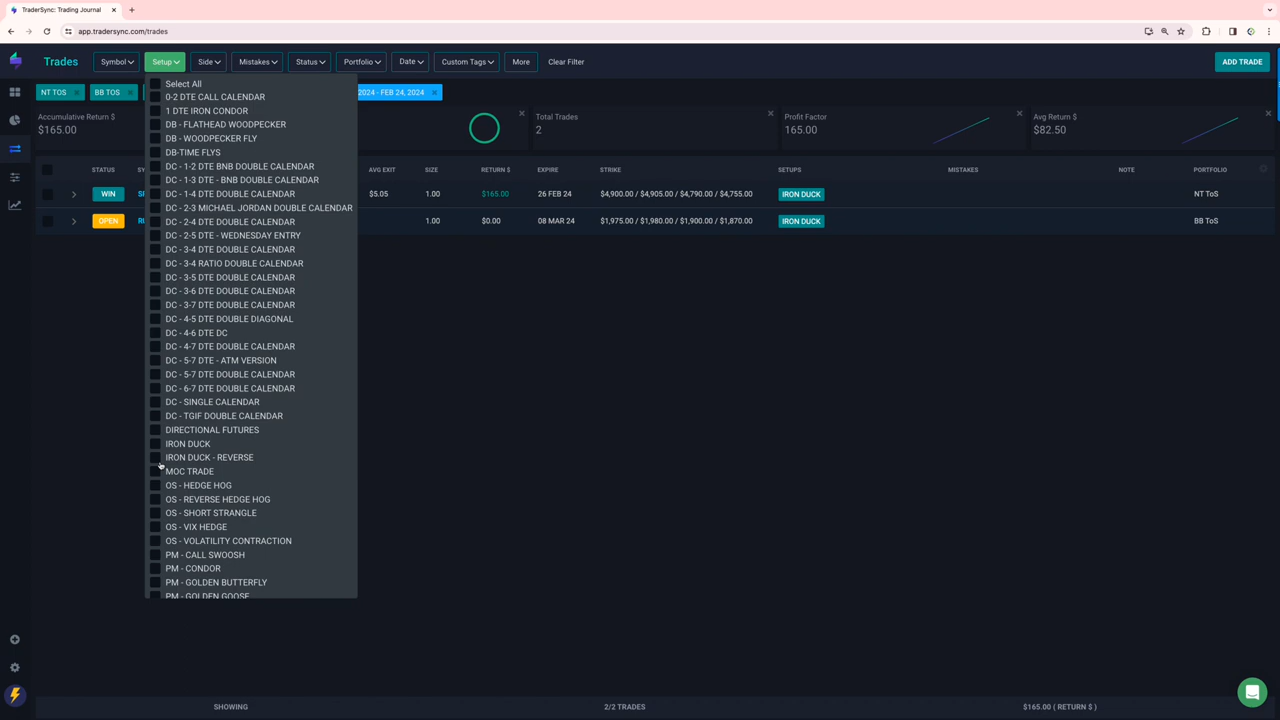 TraderSync: Trading Journal
app.tradersync.com/trades
Trades
Symbol
Setup
Side
Mistakes
Status
Portfolio
Date
Custom Tags
More
Clear Filter
ADD TRADE
NT TOS
BB TOS
2024 - FEB 24, 2024
Accumulative Return $
$165.00
Total Trades
2
Profit Factor
165.00
Avg Return $
$82.50
STATUS
AVG EXIT
SIZE
RETURN $
EXPIRE
STRIKE
SETUPS
MISTAKES
NOTE
PORTFOLIO
WIN
$5.05
1.00
$165.00
26 FEB 24
$4,900.00 / $4,905.00 / $4,790.00 / $4,755.00
IRON DUCK
NT ToS
OPEN
1.00
$0.00
08 MAR 24
$1,975.00 / $1,980.00 / $1,900.00 / $1,870.00
IRON DUCK
BB ToS
Select All
0-2 DTE CALL CALENDAR
1 DTE IRON CONDOR
DB - FLATHEAD WOODPECKER
DB - WOODPECKER FLY
DB-TIME FLYS
DC - 1-2 DTE BNB DOUBLE CALENDAR
DC - 1-3 DTE - BNB DOUBLE CALENDAR
DC - 1-4 DTE DOUBLE CALENDAR
DC - 2-3 MICHAEL JORDAN DOUBLE CALENDAR
DC - 2-4 DTE DOUBLE CALENDAR
DC - 2-5 DTE - WEDNESDAY ENTRY
DC - 3-4 DTE DOUBLE CALENDAR
DC - 3-4 RATIO DOUBLE CALENDAR
DC - 3-5 DTE DOUBLE CALENDAR
DC - 3-6 DTE DOUBLE CALENDAR
DC - 3-7 DTE DOUBLE CALENDAR
DC - 4-5 DTE DOUBLE DIAGONAL
DC - 4-6 DTE DC
DC - 4-7 DTE DOUBLE CALENDAR
DC - 5-7 DTE - ATM VERSION
DC - 5-7 DTE DOUBLE CALENDAR
DC - 6-7 DTE DOUBLE CALENDAR
DC - SINGLE CALENDAR
DC - TGIF DOUBLE CALENDAR
DIRECTIONAL FUTURES
IRON DUCK
IRON DUCK - REVERSE
MOC TRADE
OS - HEDGE HOG
OS - REVERSE HEDGE HOG
OS - SHORT STRANGLE
OS - VIX HEDGE
OS - VOLATILITY CONTRACTION
PM - CALL SWOOSH
PM - CONDOR
PM - GOLDEN BUTTERFLY
PM - GOLDEN GOOSE
SHOWING
2/2 TRADES
$165.00 ( RETURN $ )